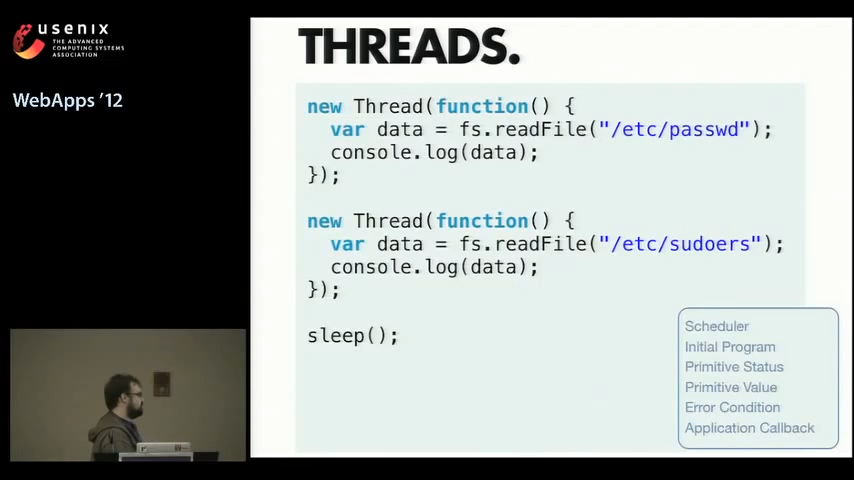 usenix
THE ADVANCED
COMPUTING SYSTEMS
ASSOCIATION
WebApps '12
THREADS.
new Thread(function() {
  var data = fs.readFile("/etc/passwd");
  console.log(data);
});
new Thread(function() {
  var data = fs.readFile("/etc/sudoers");
  console.log(data);
});
sleep();
Scheduler
Initial Program
Primitive Status
Primitive Value
Error Condition
Application Callback